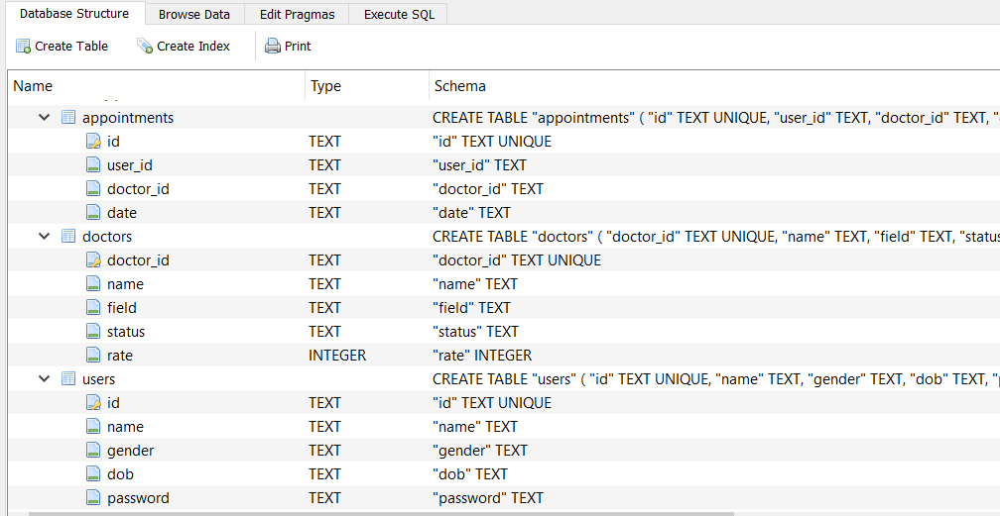 Database Structure Browse Data Edit Pragmas Execute SQL
Create Table Create Index Print
Name Type Schema
appointments CREATE TABLE "appointments" ( "id" TEXT UNIQUE, "user_id" TEXT, "doctor_id" TEXT, "
id TEXT "id" TEXT UNIQUE
user_id TEXT "user_id" TEXT
doctor_id TEXT "doctor_id" TEXT
date TEXT "date" TEXT
doctors CREATE TABLE "doctors" ( "doctor_id" TEXT UNIQUE, "name" TEXT, "field" TEXT, "status
doctor_id TEXT "doctor_id" TEXT UNIQUE
name TEXT "name" TEXT
field TEXT "field" TEXT
status TEXT "status" TEXT
rate INTEGER "rate" INTEGER
users CREATE TABLE "users" ( "id" TEXT UNIQUE, "name" TEXT, "gender" TEXT, "dob" TEXT, "
id TEXT "id" TEXT UNIQUE
name TEXT "name" TEXT
gender TEXT "gender" TEXT
dob TEXT "dob" TEXT
password TEXT "password" TEXT